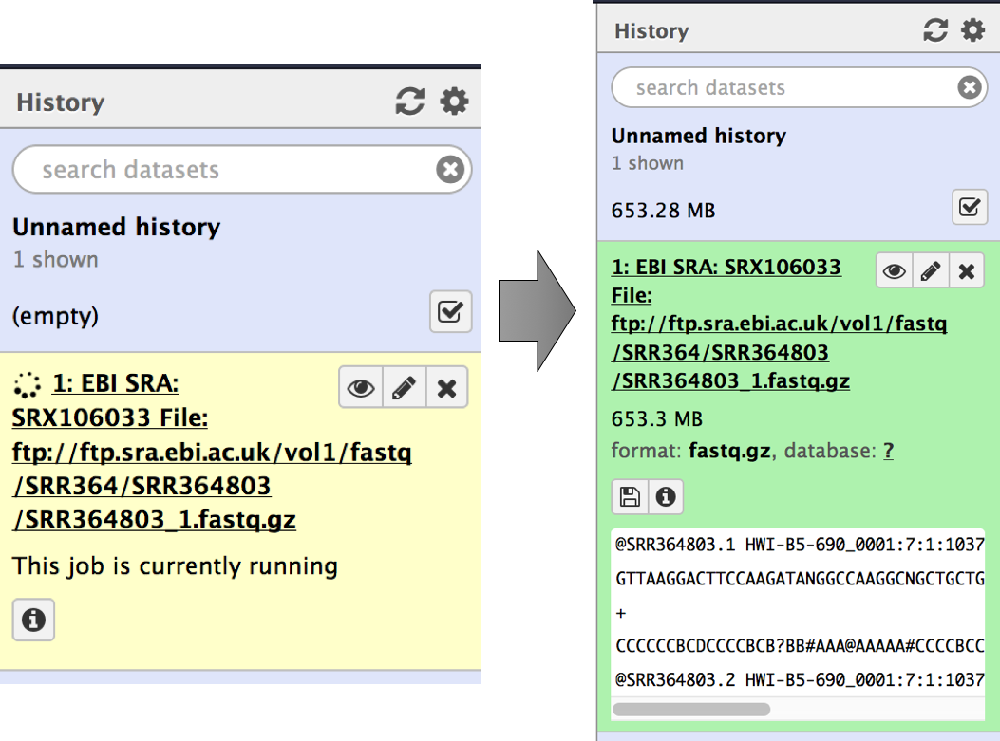 History
search datasets
Unnamed history
1 shown
(empty)
1: EBI SRA:
SRX106033 File:
ftp://ftp.sra.ebi.ac.uk/vol1/fastq
/SRR364/SRR364803
/SRR364803_1.fastq.gz
This job is currently running
History
search datasets
Unnamed history
1 shown
653.28 MB
1: EBI SRA: SRX106033
File:
ftp://ftp.sra.ebi.ac.uk/vol1/fastq
/SRR364/SRR364803
/SRR364803_1.fastq.gz
653.3 MB
format: fastq.gz, database: ?
@SRR364803.1 HWI-B5-690_0001:7:1:1037
GTTAAGGACTTCCAAGATANGGCCAAGGCNGCTGCTG
+
CCCCCCBCDCCCCBCB?BB#AAA@AAAAA#CCCCBCC
@SRR364803.2 HWI-B5-690_0001:7:1:1037